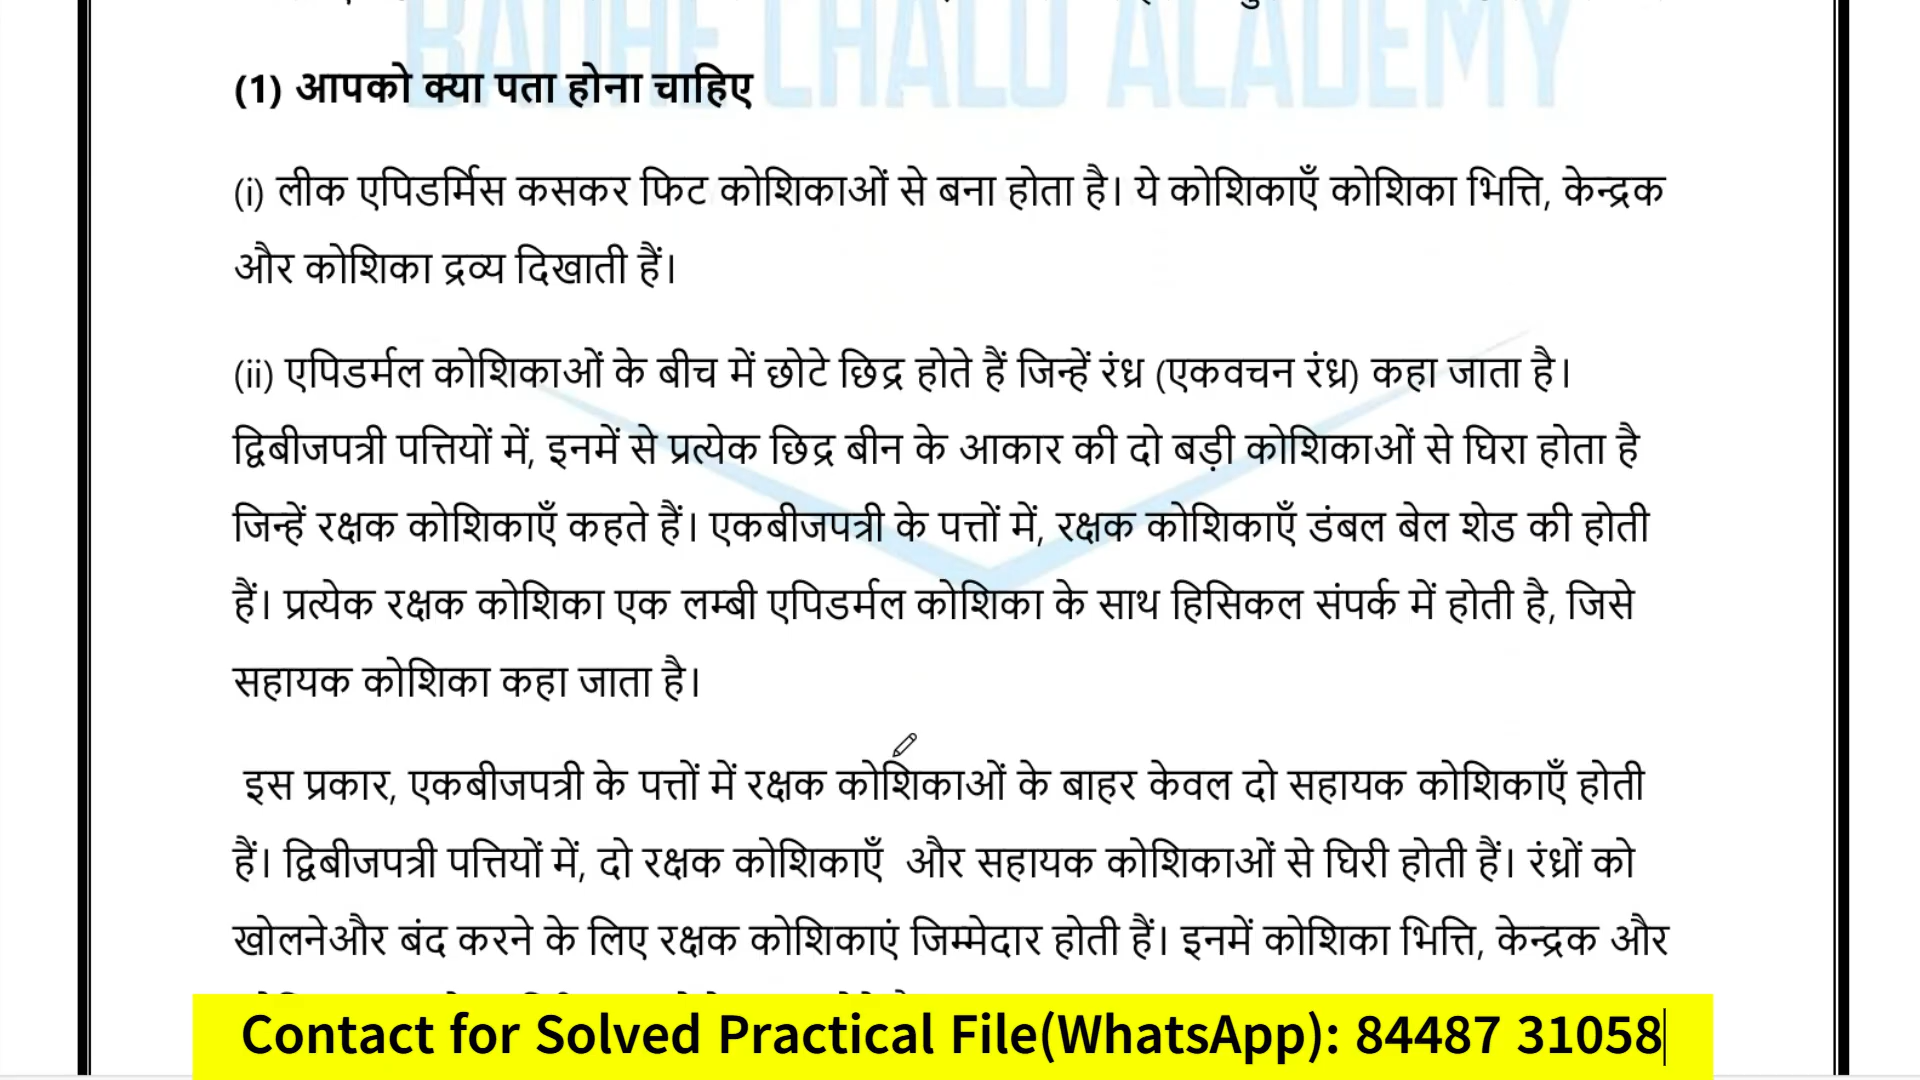 BADHE CHALO ACADEMY
(1) आपको क्या पता होना चाहिए
(i) लीक एपिडर्मिस कसकर फिट कोशिकाओं से बना होता है। ये कोशिकाएँ कोशिका भित्ति, केन्द्रक
और कोशिका द्रव्य दिखाती हैं।
(ii) एपिडर्मल कोशिकाओं के बीच में छोटे छिद्र होते हैं जिन्हें रंध्र (एकवचन रंध्र) कहा जाता है।
द्विबीजपत्री पत्तियों में, इनमें से प्रत्येक छिद्र बीन के आकार की दो बड़ी कोशिकाओं से घिरा होता है
जिन्हें रक्षक कोशिकाएँ कहते हैं। एकबीजपत्री के पत्तों में, रक्षक कोशिकाएँ डंबल बेल शेड की होती
हैं। प्रत्येक रक्षक कोशिका एक लम्बी एपिडर्मल कोशिका के साथ हिसिकल संपर्क में होती है, जिसे
सहायक कोशिका कहा जाता है।
इस प्रकार, एकबीजपत्री के पत्तों में रक्षक कोशिकाओं के बाहर केवल दो सहायक कोशिकाएँ होती
हैं। द्विबीजपत्री पत्तियों में, दो रक्षक कोशिकाएँ और सहायक कोशिकाओं से घिरी होती हैं। रंध्रों को
खोलनेऔर बंद करने के लिए रक्षक कोशिकाएं जिम्मेदार होती हैं। इनमें कोशिका भित्ति, केन्द्रक और
Contact for Solved Practical File(WhatsApp): 84487 31058